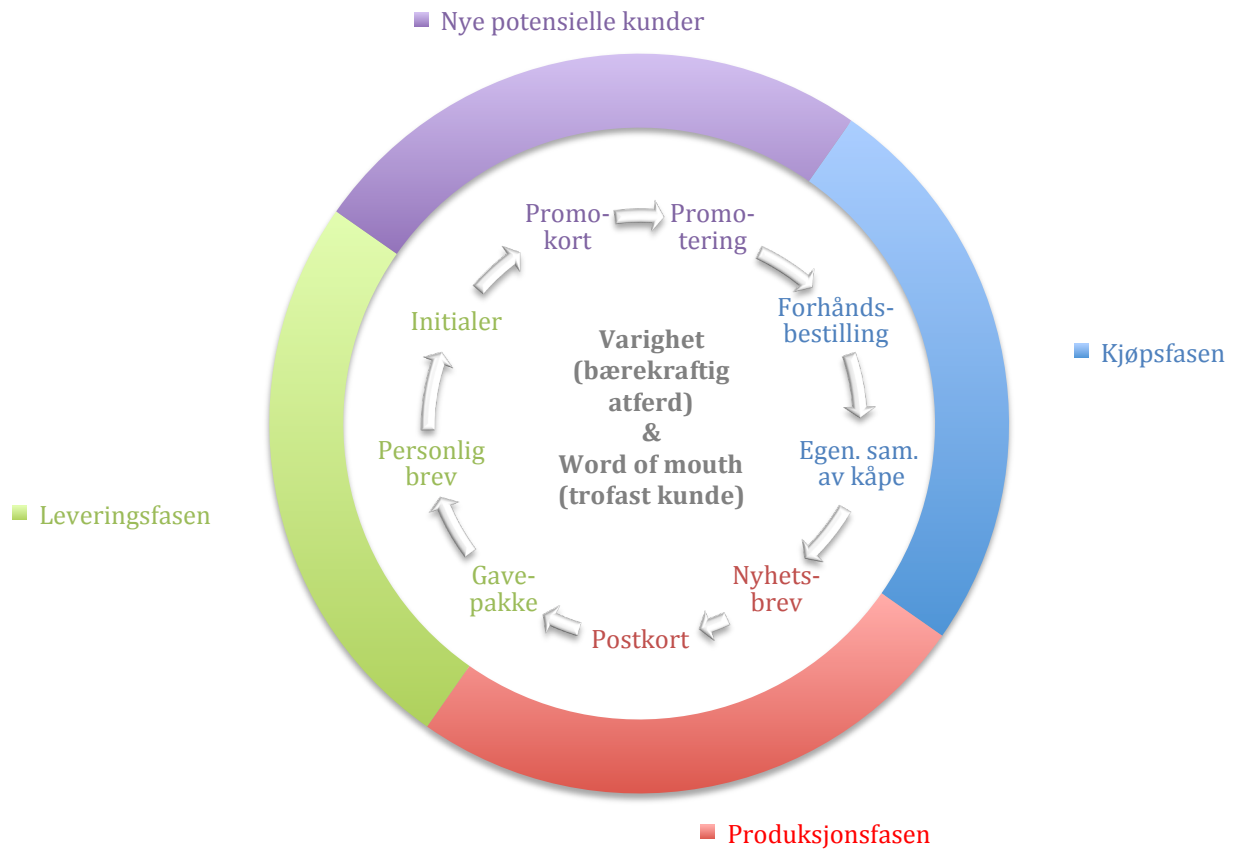 Nye potensielle kunder
Promo-
kort
Promo-
tering
Initialer
Forhånds-
bestilling
Varighet
(bærekraftig
atferd)
&
Word of mouth
(trofast kunde)
Kjøpsfasen
Personlig
brev
Egen. sam.
av kåpe
Leveringsfasen
Gave-
pakke
Nyhets-
brev
Postkort
Produksjonsfasen